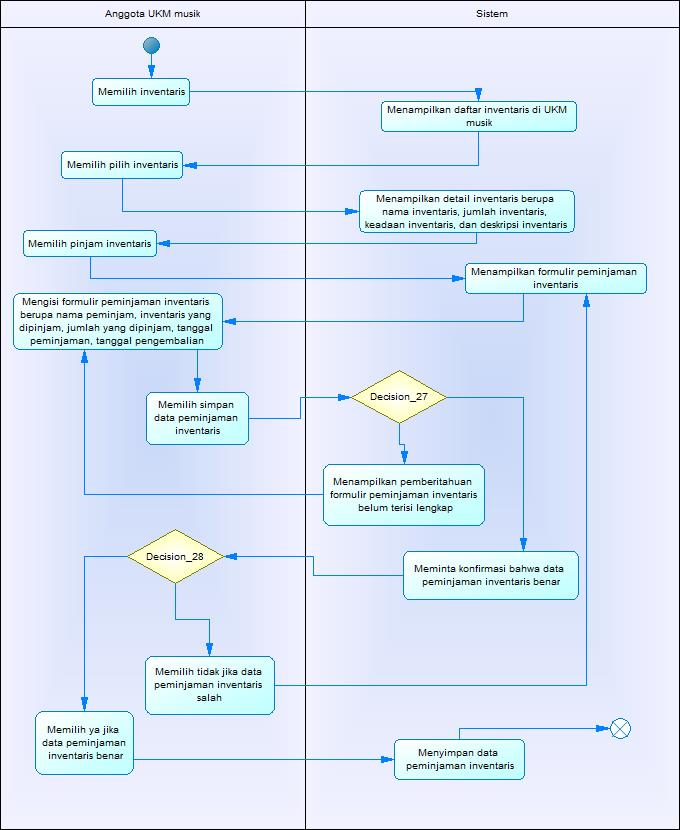 Anggota UKM musik
Sistem
Memilih inventaris
Menampilkan daftar inventaris di UKM
musik
Memilih pilih inventaris
Menampilkan detail inventaris berupa
nama inventaris, jumlah inventaris,
keadaan inventaris, dan deskripsi inventaris
Memilih pinjam inventaris
Menampilkan formulir peminjaman
inventaris
Mengisi formulir peminjaman inventaris
berupa nama peminjam, inventaris yang
dipinjam, jumlah yang dipinjam, tanggal
peminjaman, tanggal pengembalian
Memilih simpan
data peminjaman
inventaris
Decision_27
Menampilkan pemberitahuan
formulir peminjaman inventaris
belum terisi lengkap
Decision_28
Meminta konfirmasi bahwa data
peminjaman inventaris benar
Memilih tidak jika data
peminjaman inventaris
salah
Memilih ya jika
data peminjaman
inventaris benar
Menyimpan data
peminjaman inventaris